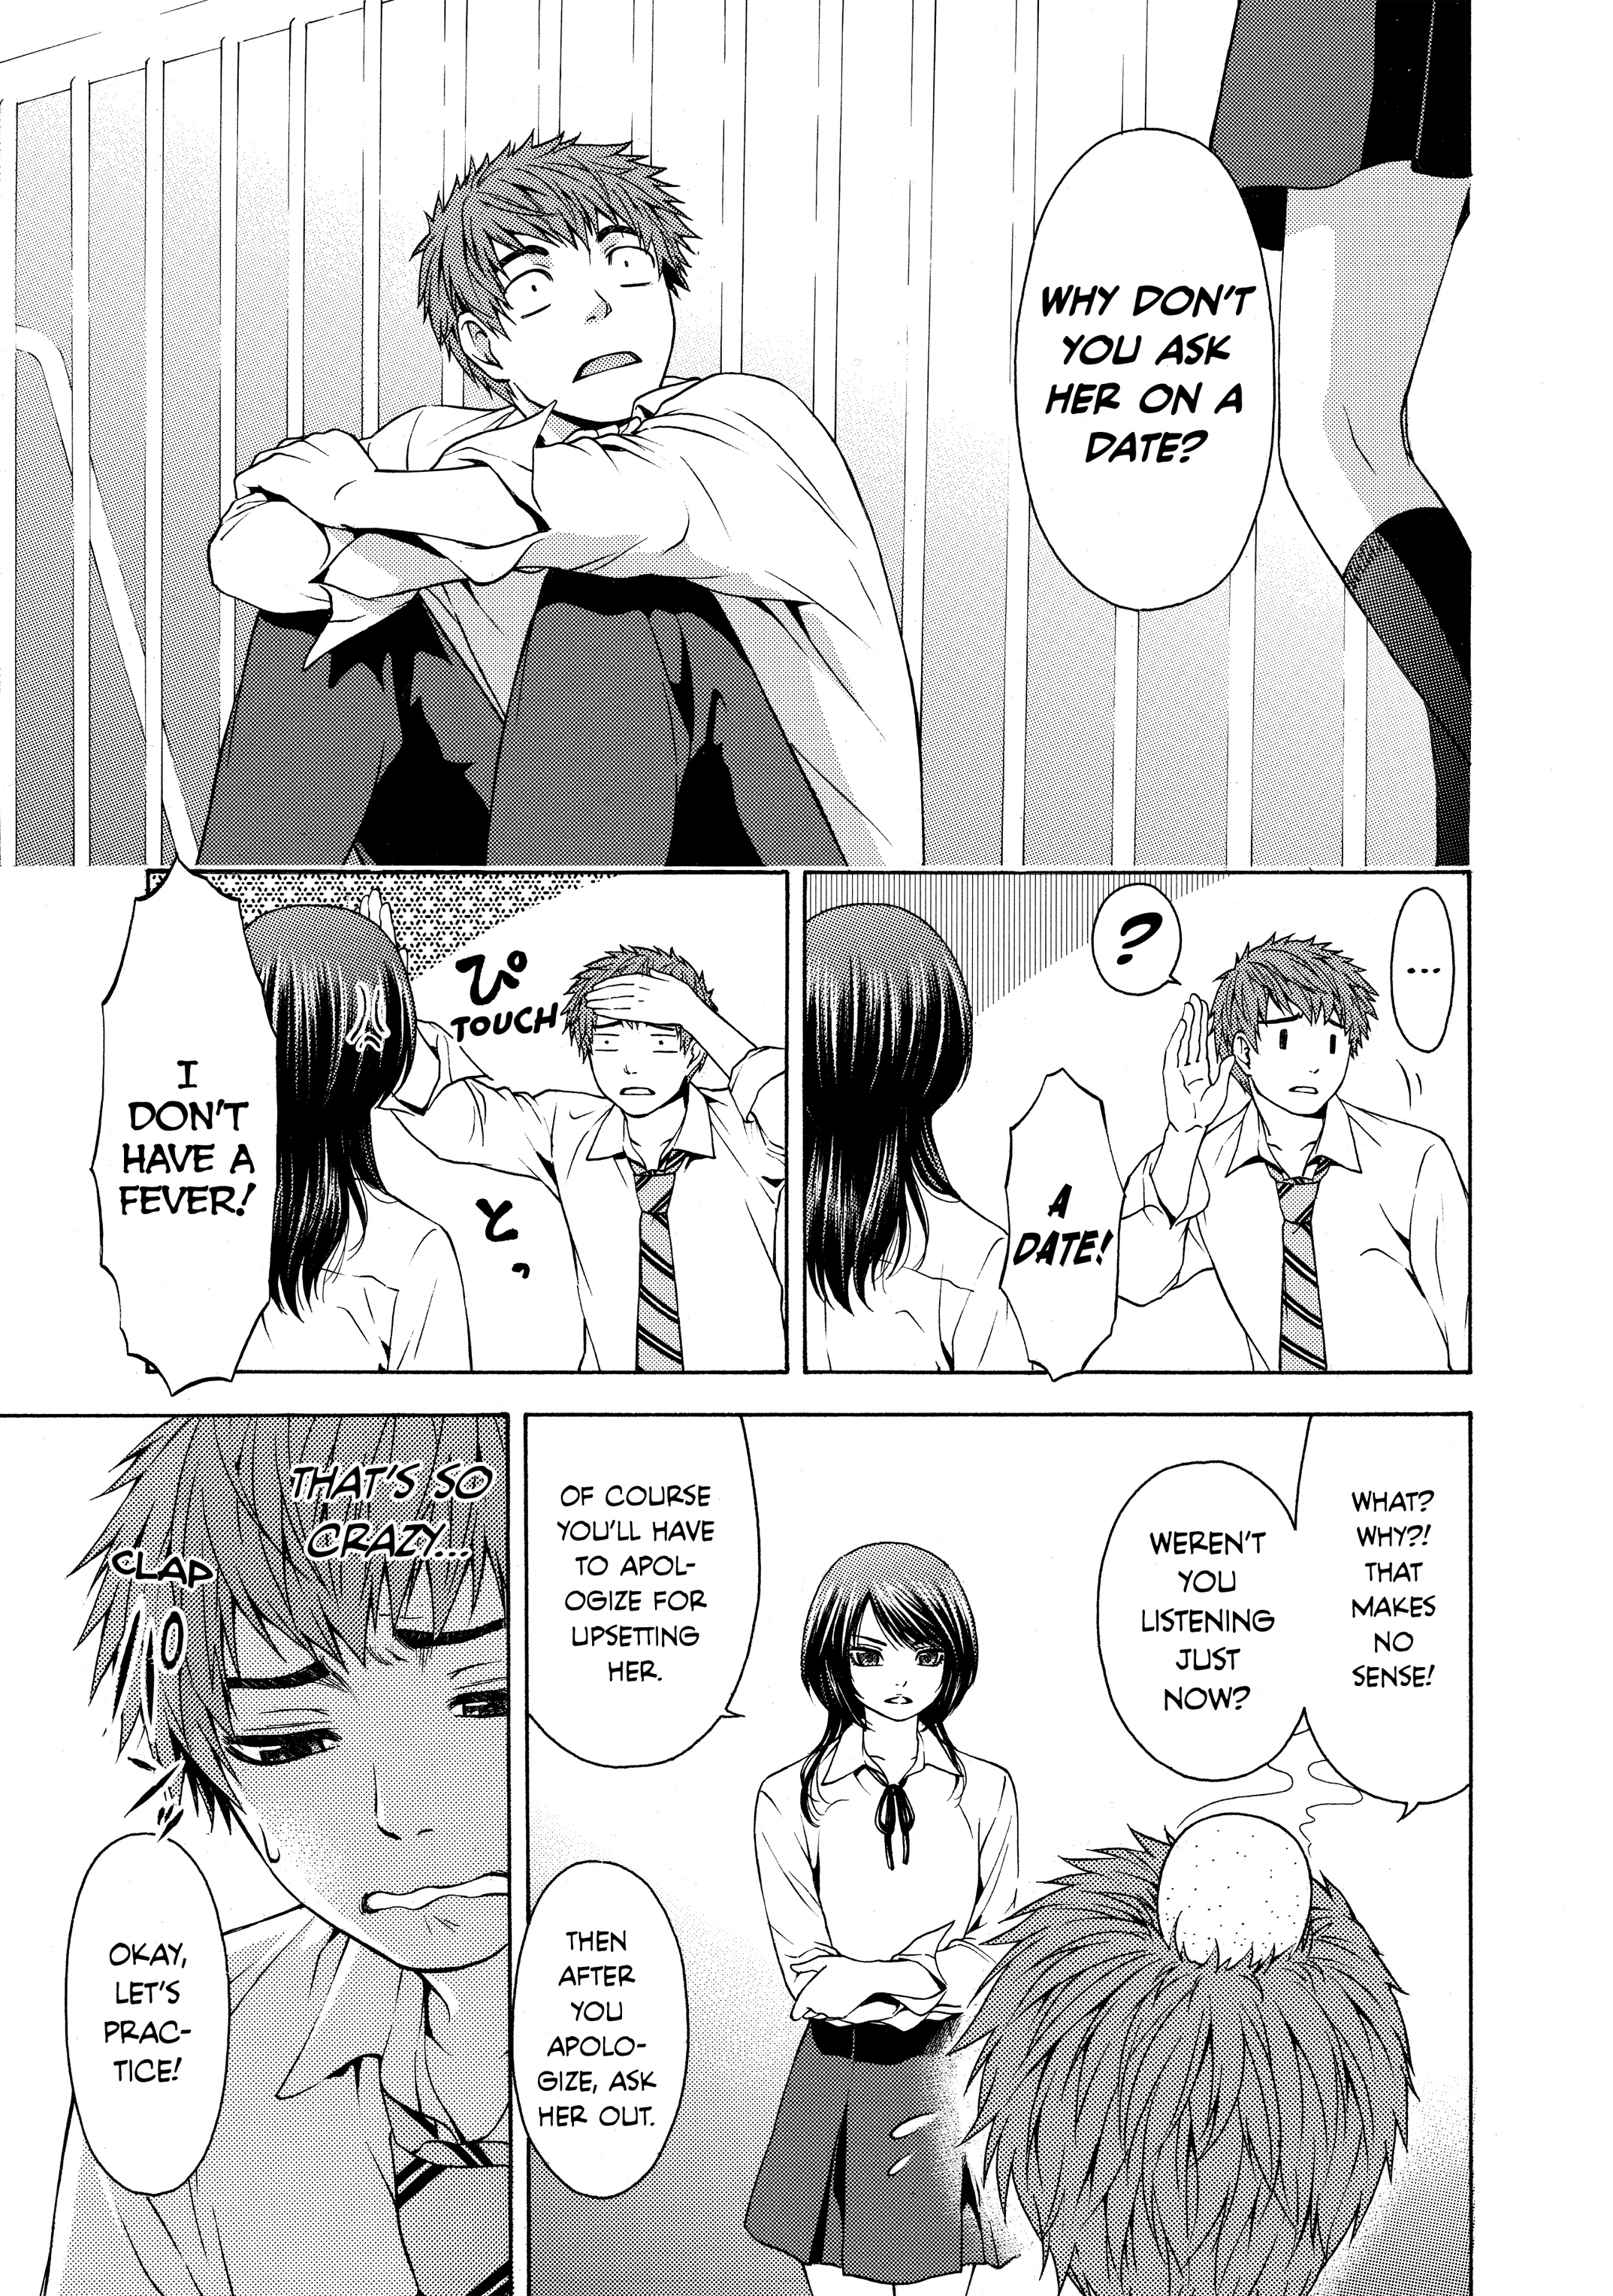 WHY DON'T
YOU ASK
HER ON A
DATE?
...
?
A
DATE!
ぴ
TOUCH
とっ
I
DON'T
HAVE A
FEVER!
WHAT?
WHY?!
THAT
MAKES
NO
SENSE!
WEREN'T
YOU
LISTENING
JUST
NOW?
OF COURSE
YOU'LL HAVE
TO APOL-
OGIZE FOR
UPSETTING
HER.
THEN
AFTER
YOU
APOLO-
GIZE, ASK
HER OUT.
THAT'S SO
CRAZY...
CLAP
OKAY,
LET'S
PRAC-
TICE!